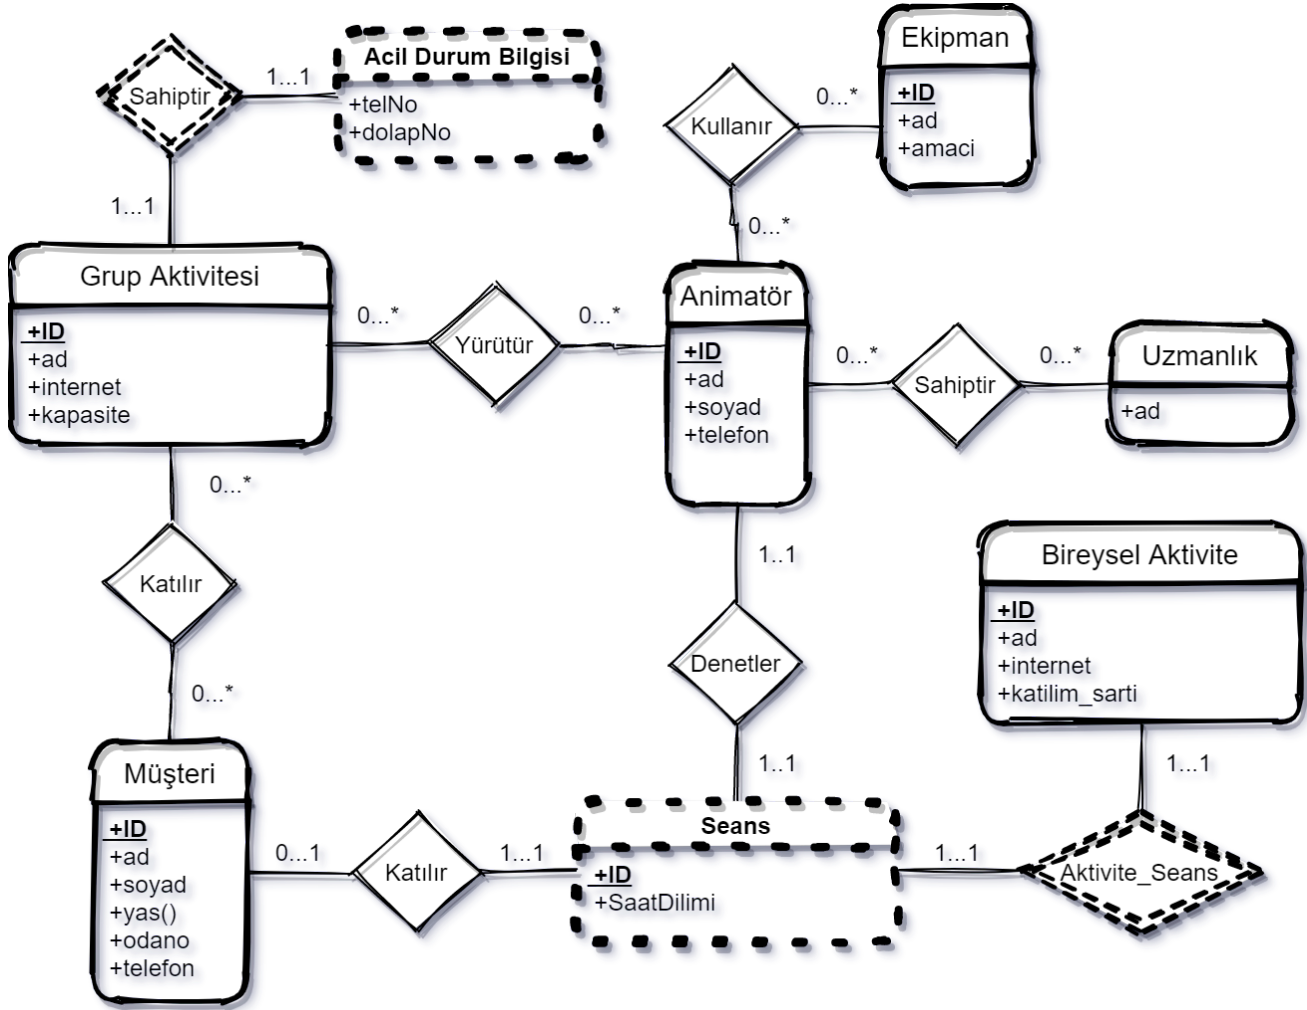 Sahiptir
1...1
Acil Durum Bilgisi
+telNo
+dolapNo
Kullanır
0...*
Ekipman
+ID
+ad
+amaci
1...1
0...*
Grup Aktivitesi
+ID
+ad
+internet
+kapasite
0...*
Yürütür
0...*
Animatör
+ID
+ad
+soyad
+telefon
0...*
Sahiptir
0...*
Uzmanlık
+ad
0...*
Katılır
0...*
1..1
Denetler
1..1
Bireysel Aktivite
+ID
+ad
+internet
+katilim_sarti
1...1
Müşteri
+ID
+ad
+soyad
+yas()
+odano
+telefon
0...1
Katılır
1...1
Seans
+ID
+SaatDilimi
1...1
Aktivite_Seans